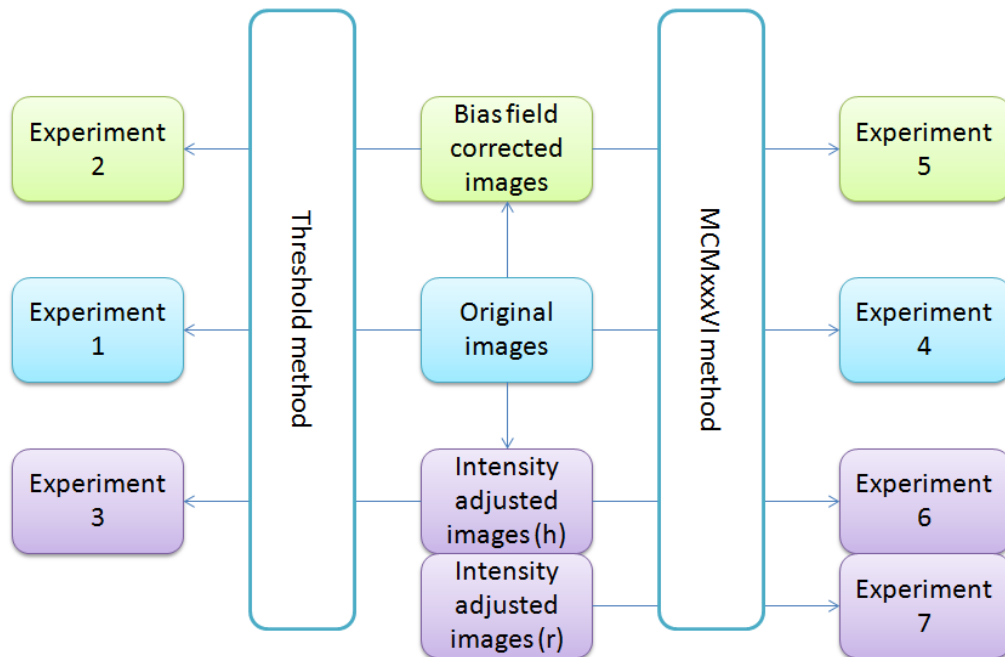 Experiment
2
Bias field
corrected
images
Experiment
5
Threshold method
MCMxxxVI method
Experiment
1
Original
images
Experiment
4
Experiment
3
Intensity
adjusted
images (h)
Experiment
6
Intensity
adjusted
images (r)
Experiment
7